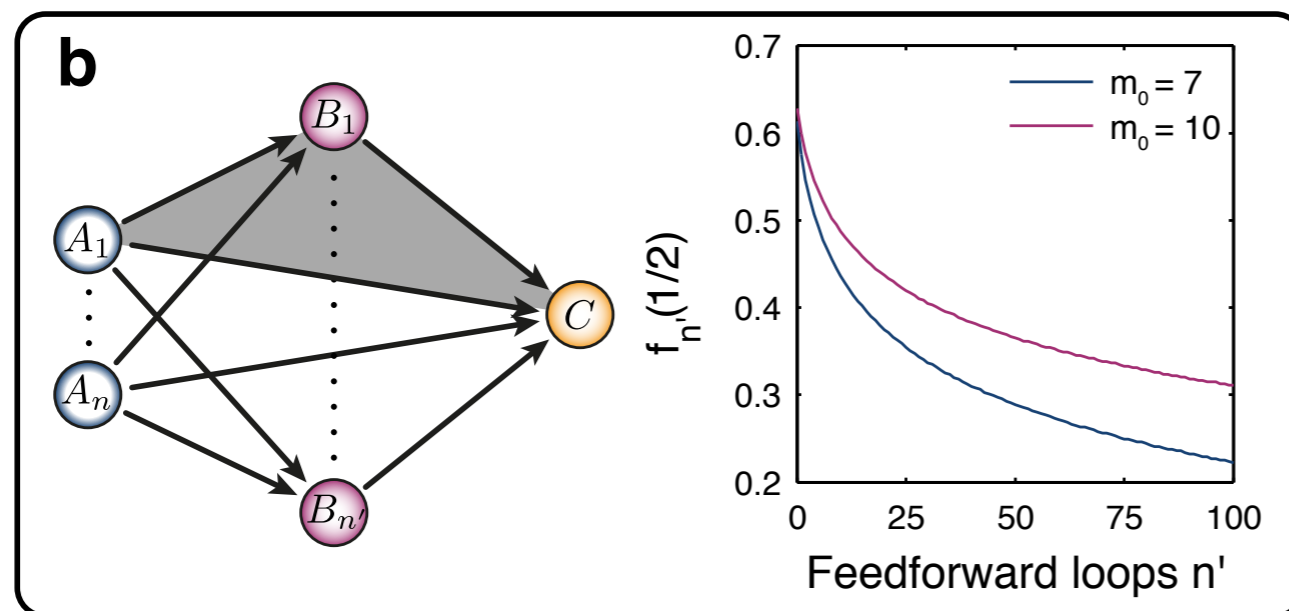 b
A₁
Aₙ
B₁
Bₙ'
C
0.7
0.6
0.5
0.4
0.3
0.2
fₙ'(1/2)
m₀ = 7
m₀ = 10
0 25 50 75 100
Feedforward loops n'